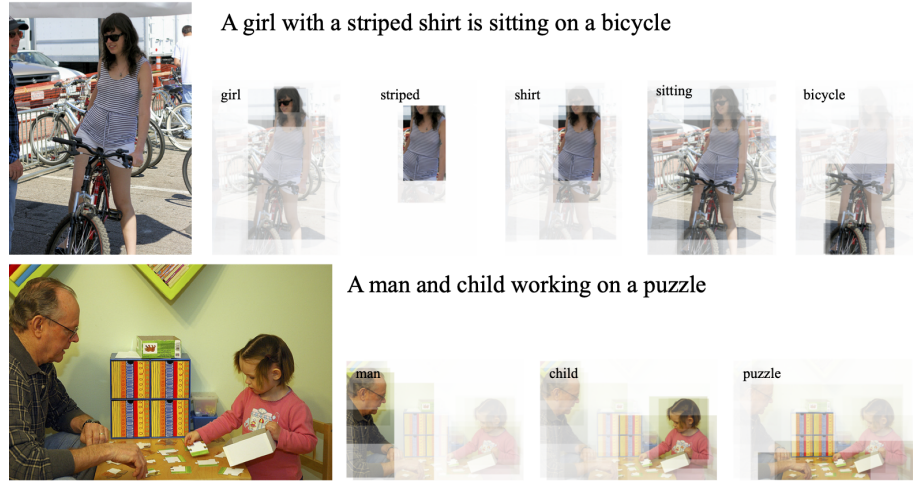 A girl with a striped shirt is sitting on a bicycle
girl
striped
shirt
sitting
bicycle
A man and child working on a puzzle
man
child
puzzle